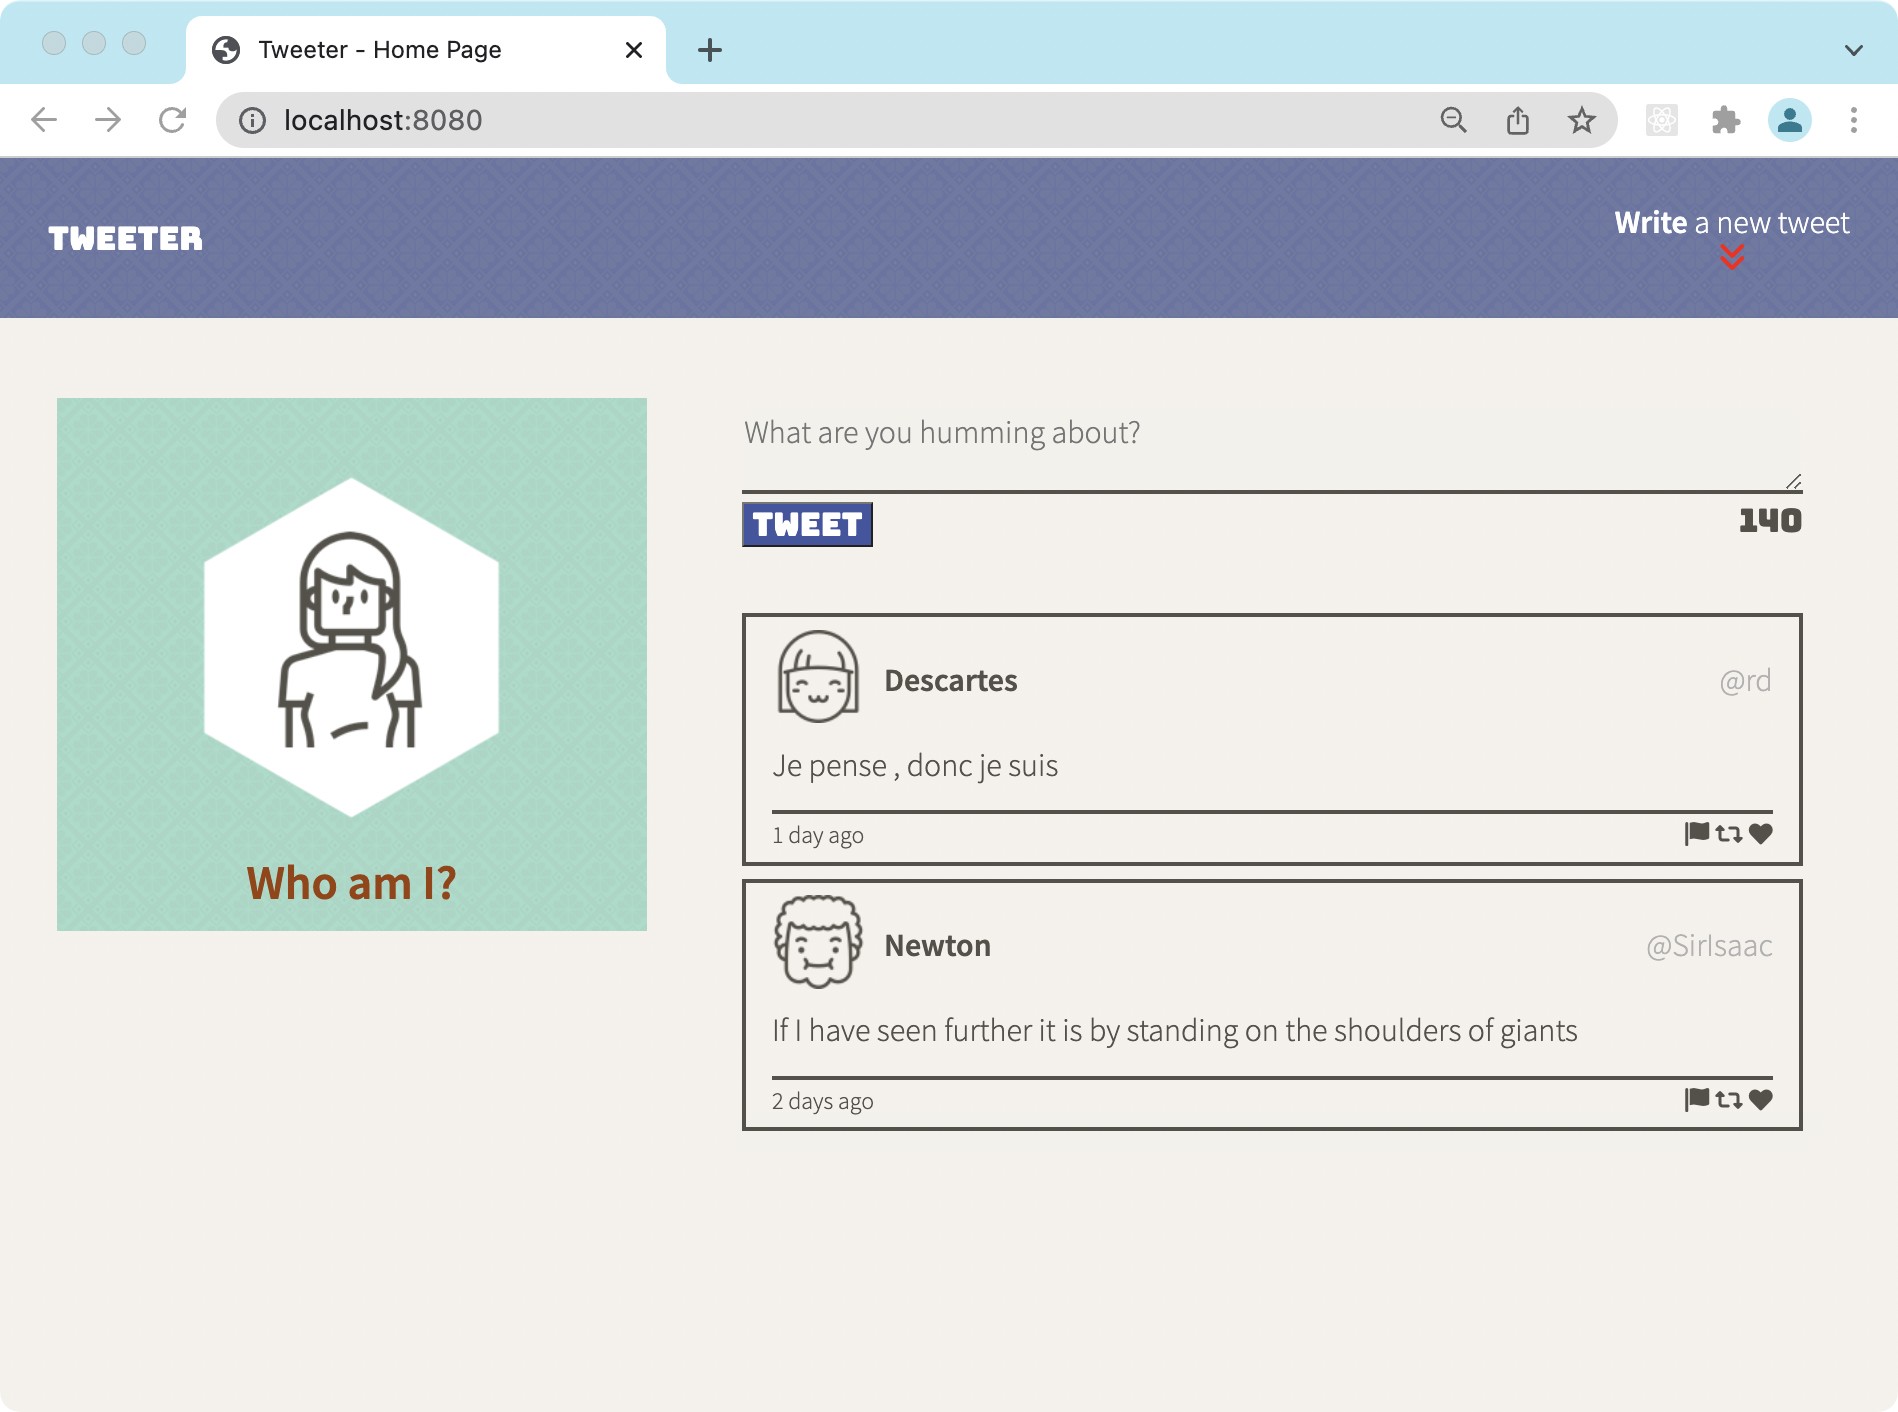 Tweeter - Home Page
localhost:8080
TWEETER
Write a new tweet
Who am I?
What are you humming about?
TWEET
140
Descartes
@rd
Je pense , donc je suis
1 day ago
Newton
@SirIsaac
If I have seen further it is by standing on the shoulders of giants
2 days ago